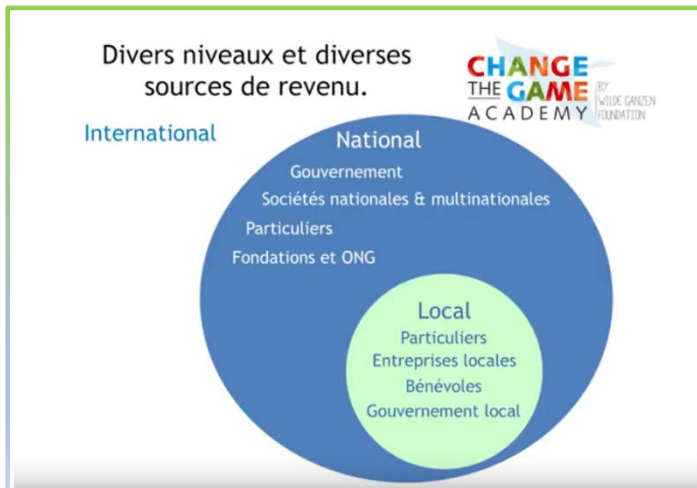 Divers niveaux et diverses
sources de revenu.
CHANGE
THE GAME
ACADEMY
BY
WILDE GANZEN
FOUNDATION
International
National
Gouvernement
Sociétés nationales & multinationales
Particuliers
Fondations et ONG
Local
Particuliers
Entreprises locales
Bénévoles
Gouvernement local